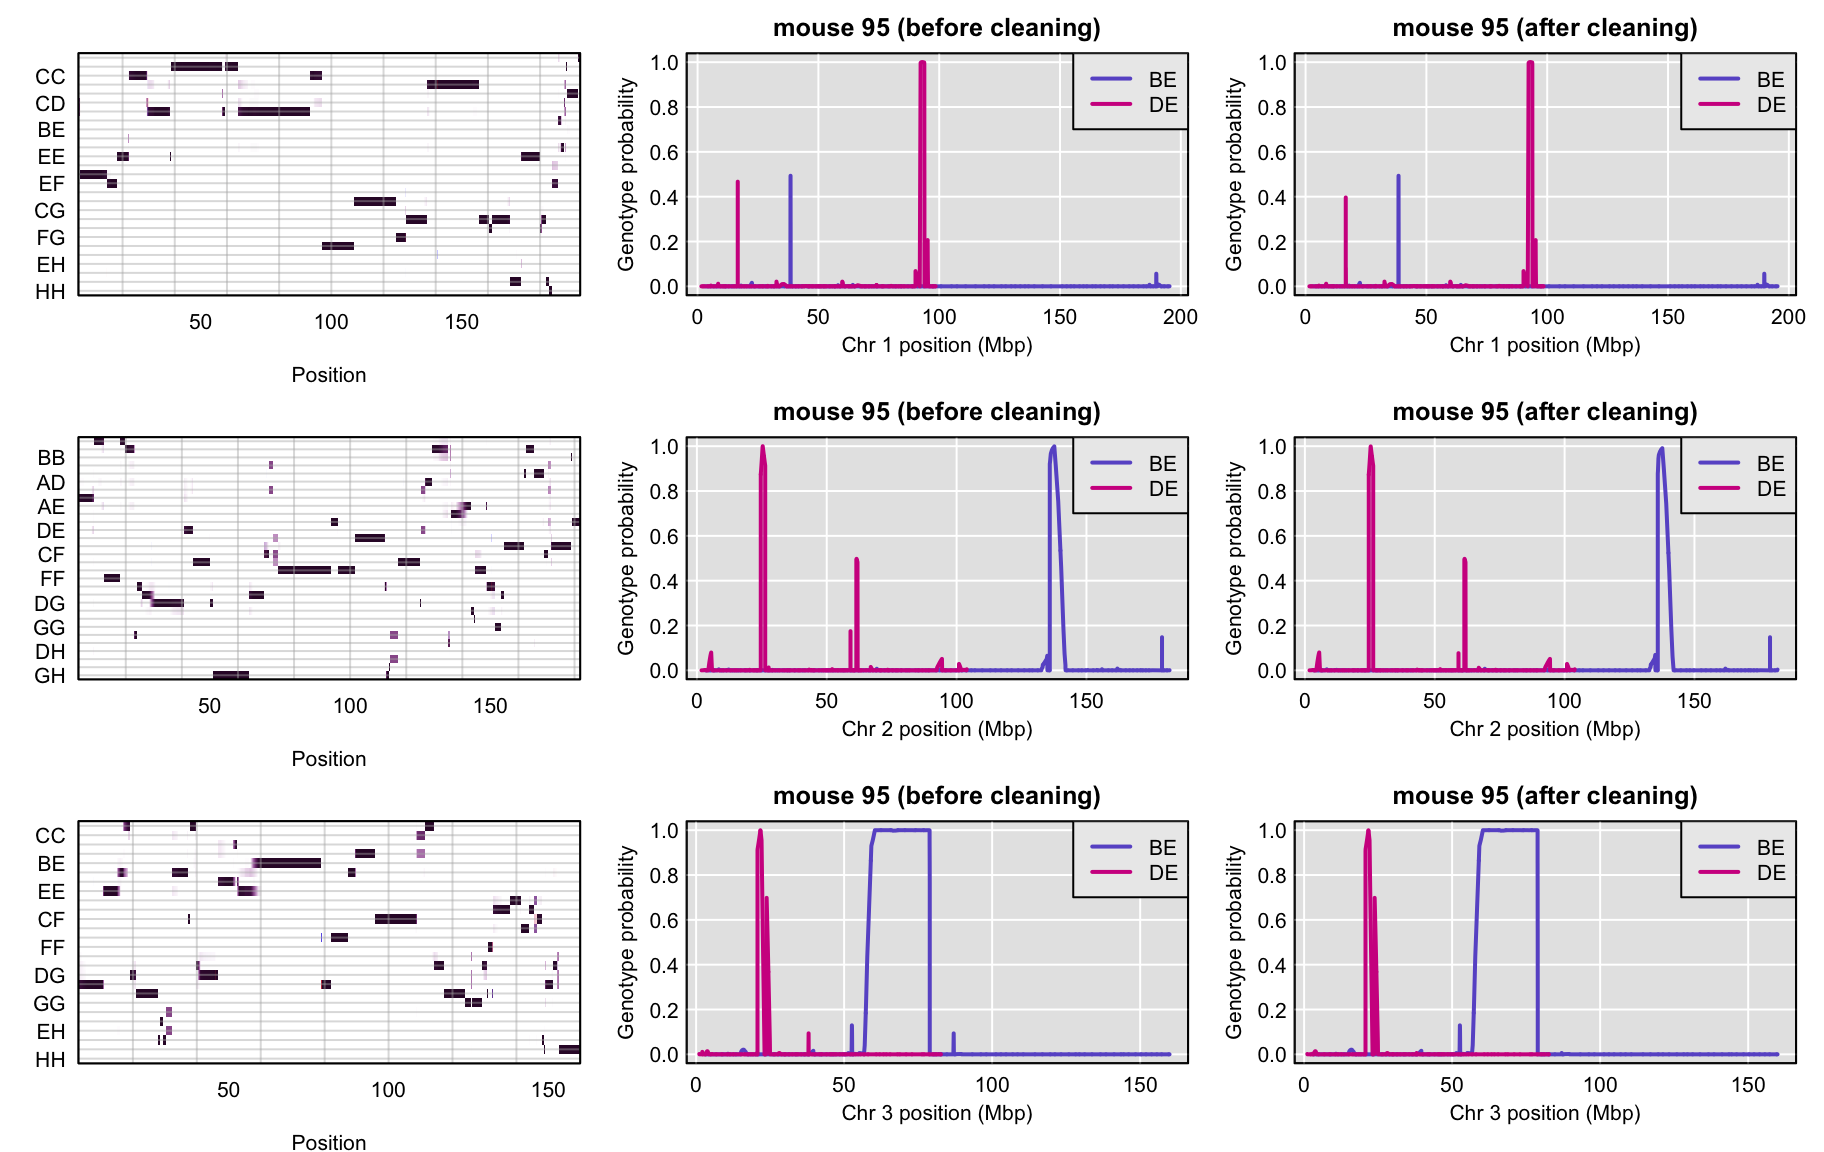 CC
CD
BE
EE
EF
CG
FG
EH
HH
50 100 150
Position
mouse 95 (before cleaning)
Genotype probability
1.0
0.8
0.6
0.4
0.2
0.0
BE
DE
0 50 100 150 200
Chr 1 position (Mbp)
mouse 95 (after cleaning)
Genotype probability
1.0
0.8
0.6
0.4
0.2
0.0
BE
DE
0 50 100 150 200
Chr 1 position (Mbp)
BB
AD
AE
DE
CF
FF
DG
GG
DH
GH
50 100 150
Position
mouse 95 (before cleaning)
Genotype probability
1.0
0.8
0.6
0.4
0.2
0.0
BE
DE
0 50 100 150
Chr 2 position (Mbp)
mouse 95 (after cleaning)
Genotype probability
1.0
0.8
0.6
0.4
0.2
0.0
BE
DE
0 50 100 150
Chr 2 position (Mbp)
CC
BE
EE
CF
FF
DG
GG
EH
HH
50 100 150
Position
mouse 95 (before cleaning)
Genotype probability
1.0
0.8
0.6
0.4
0.2
0.0
BE
DE
0 50 100 150
Chr 3 position (Mbp)
mouse 95 (after cleaning)
Genotype probability
1.0
0.8
0.6
0.4
0.2
0.0
BE
DE
0 50 100 150
Chr 3 position (Mbp)